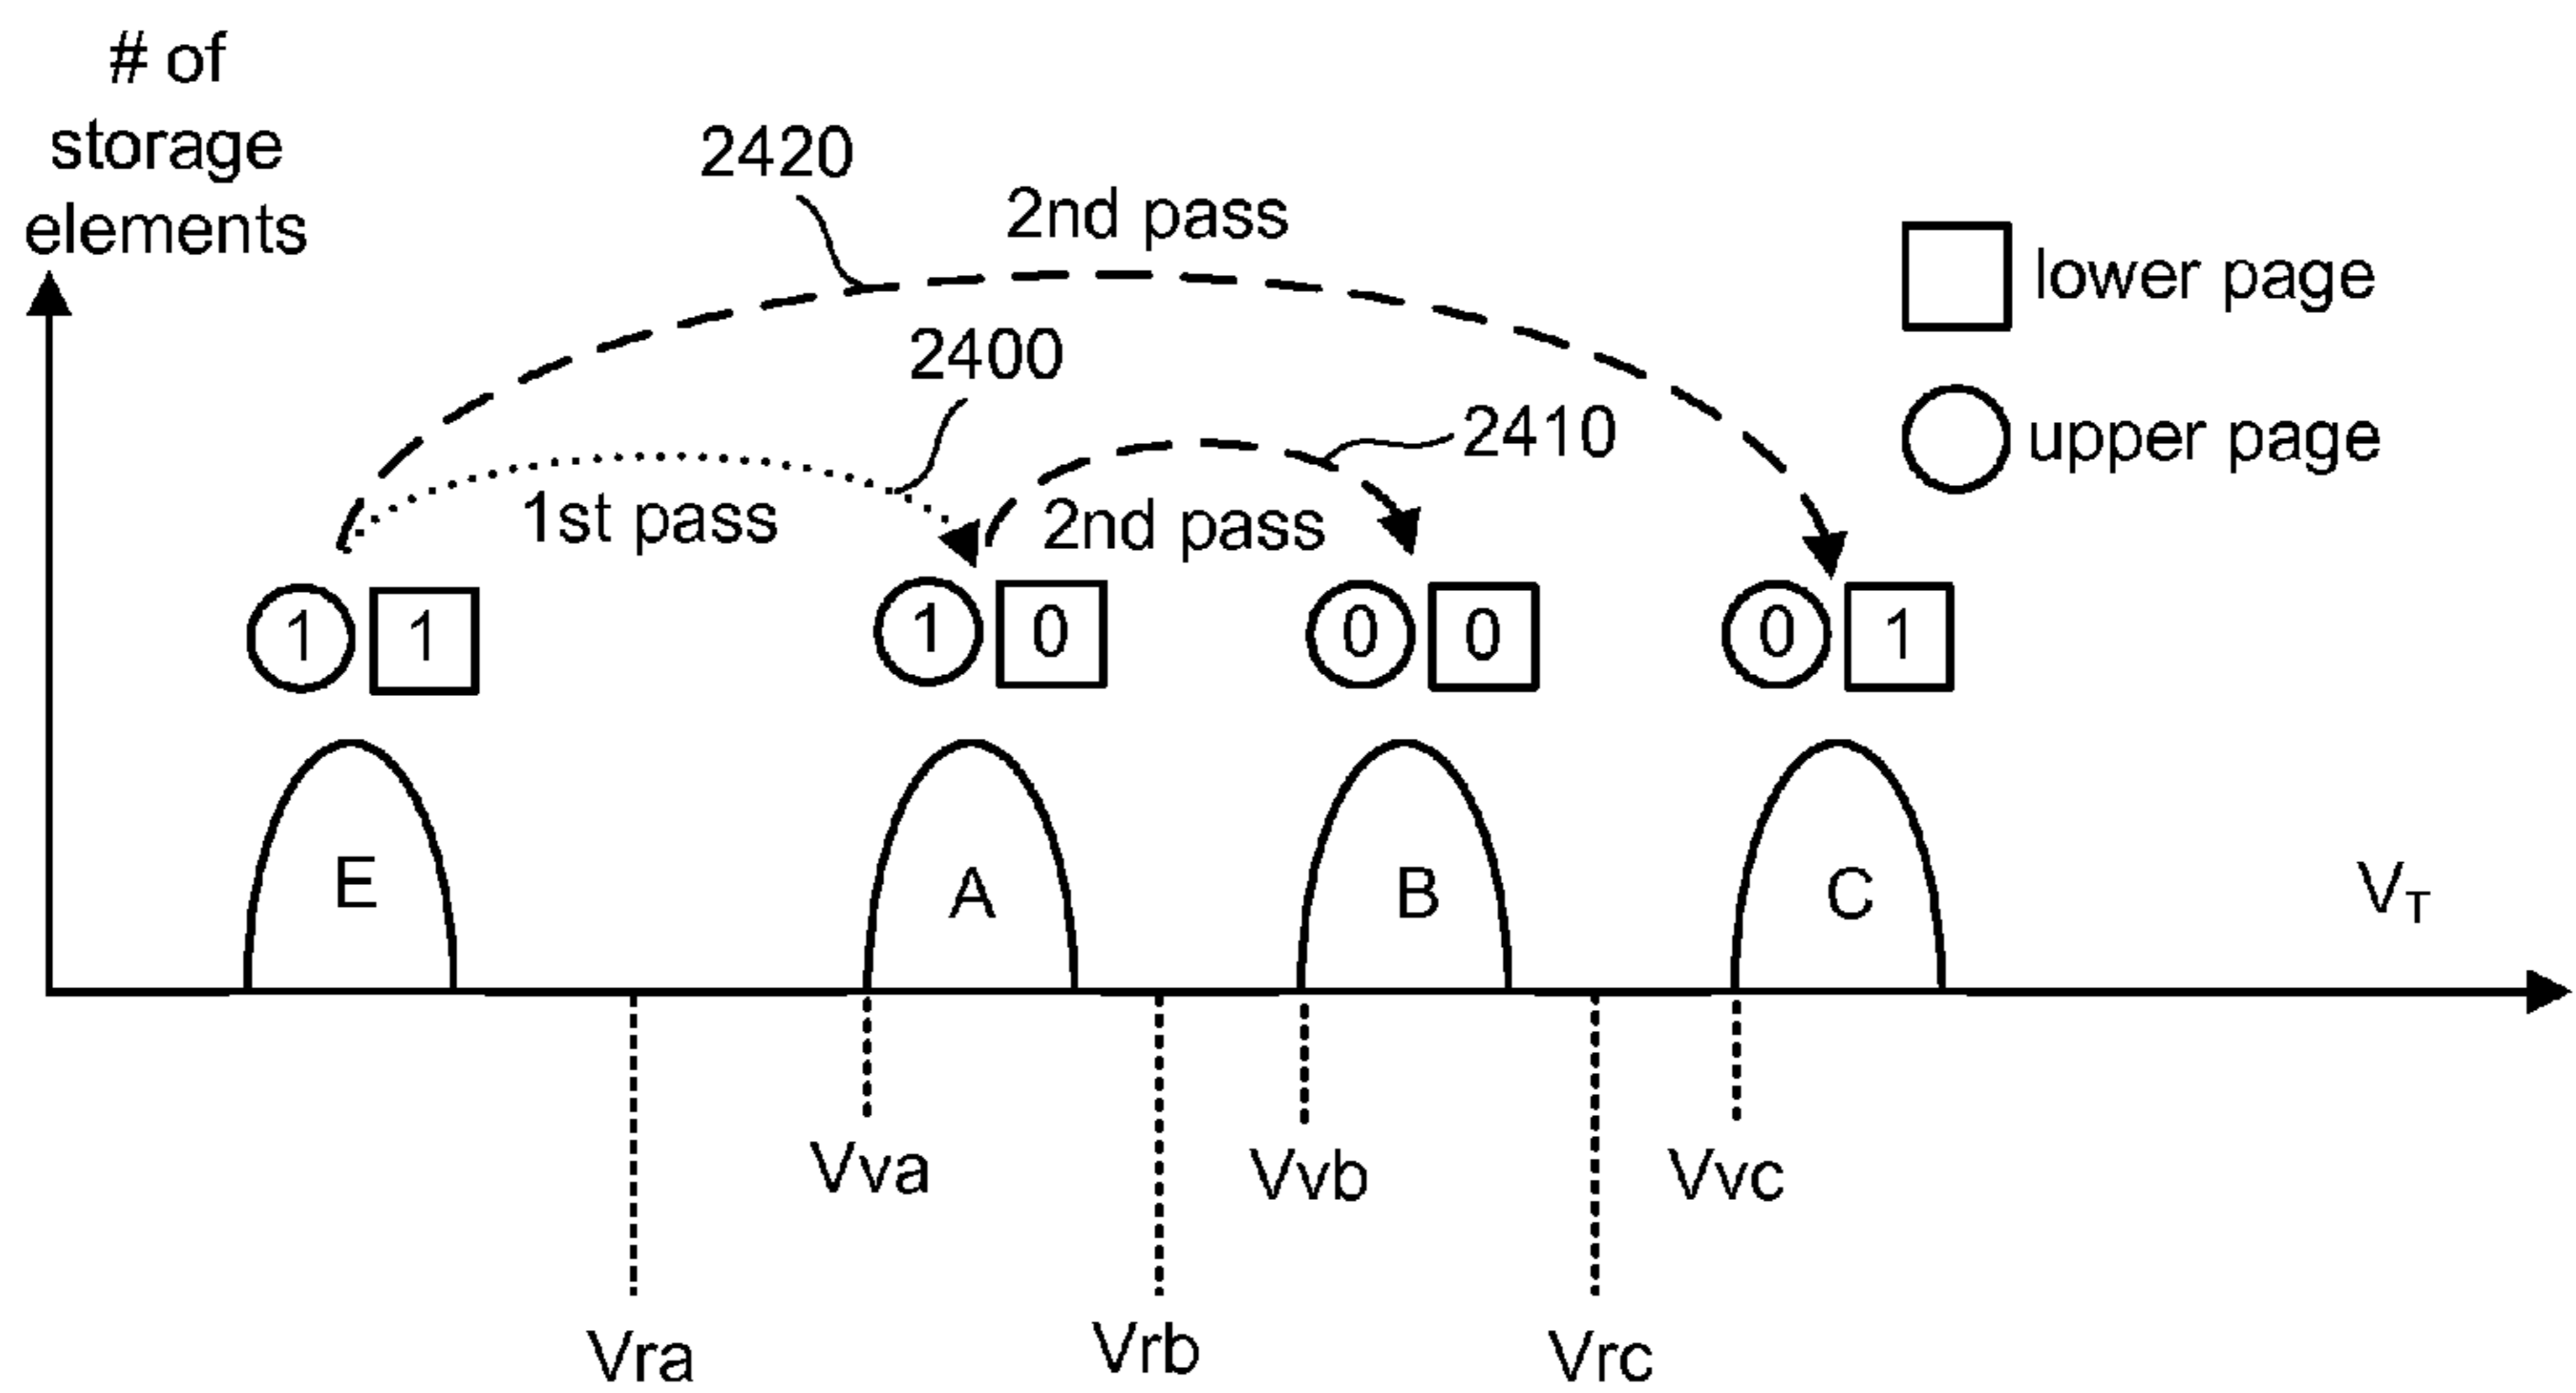 # of
storage
elements
2420
2nd pass
lower page
2400
2410
upper page
1st pass
2nd pass
1 1
1 0
0 0
0 1
E
A
B
C
VT
Vva
Vvb
Vvc
Vra
Vrb
Vrc